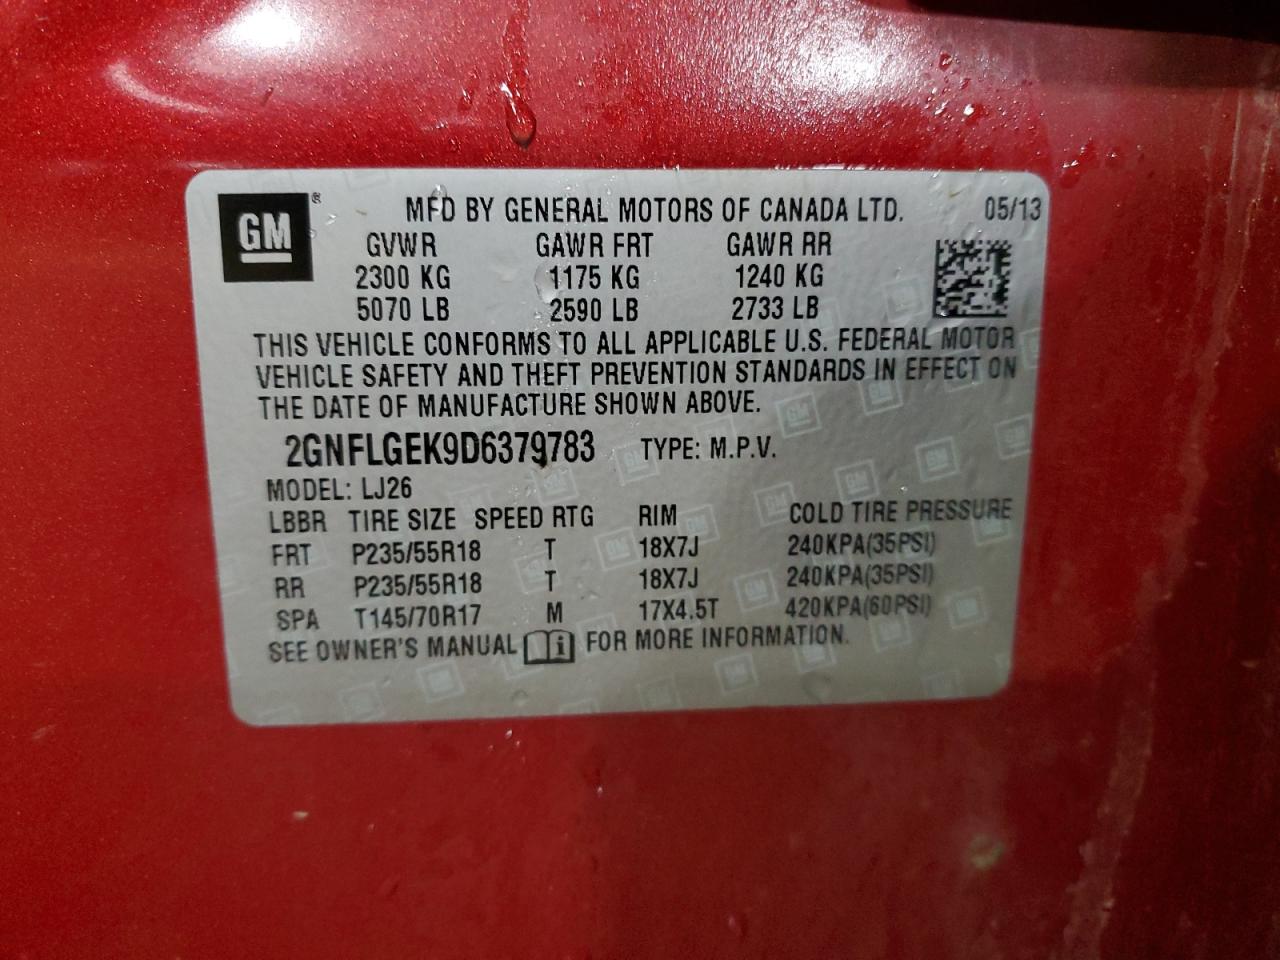 GM®
MFD BY GENERAL MOTORS OF CANADA LTD. 05/13
GVWR GAWR FRT GAWR RR
2300 KG 1175 KG 1240 KG
5070 LB 2590 LB 2733 LB
THIS VEHICLE CONFORMS TO ALL APPLICABLE U.S. FEDERAL MOTOR
VEHICLE SAFETY AND THEFT PREVENTION STANDARDS IN EFFECT ON
THE DATE OF MANUFACTURE SHOWN ABOVE.
2GNFLGEK9D6379783 TYPE: M.P.V.
MODEL: LJ26
LBBR TIRE SIZE SPEED RTG RIM COLD TIRE PRESSURE
FRT P235/55R18 T 18X7J 240KPA(35PSI)
RR P235/55R18 T 18X7J 240KPA(35PSI)
SPA T145/70R17 M 17X4.5T 420KPA(60PSI)
SEE OWNER'S MANUAL FOR MORE INFORMATION.